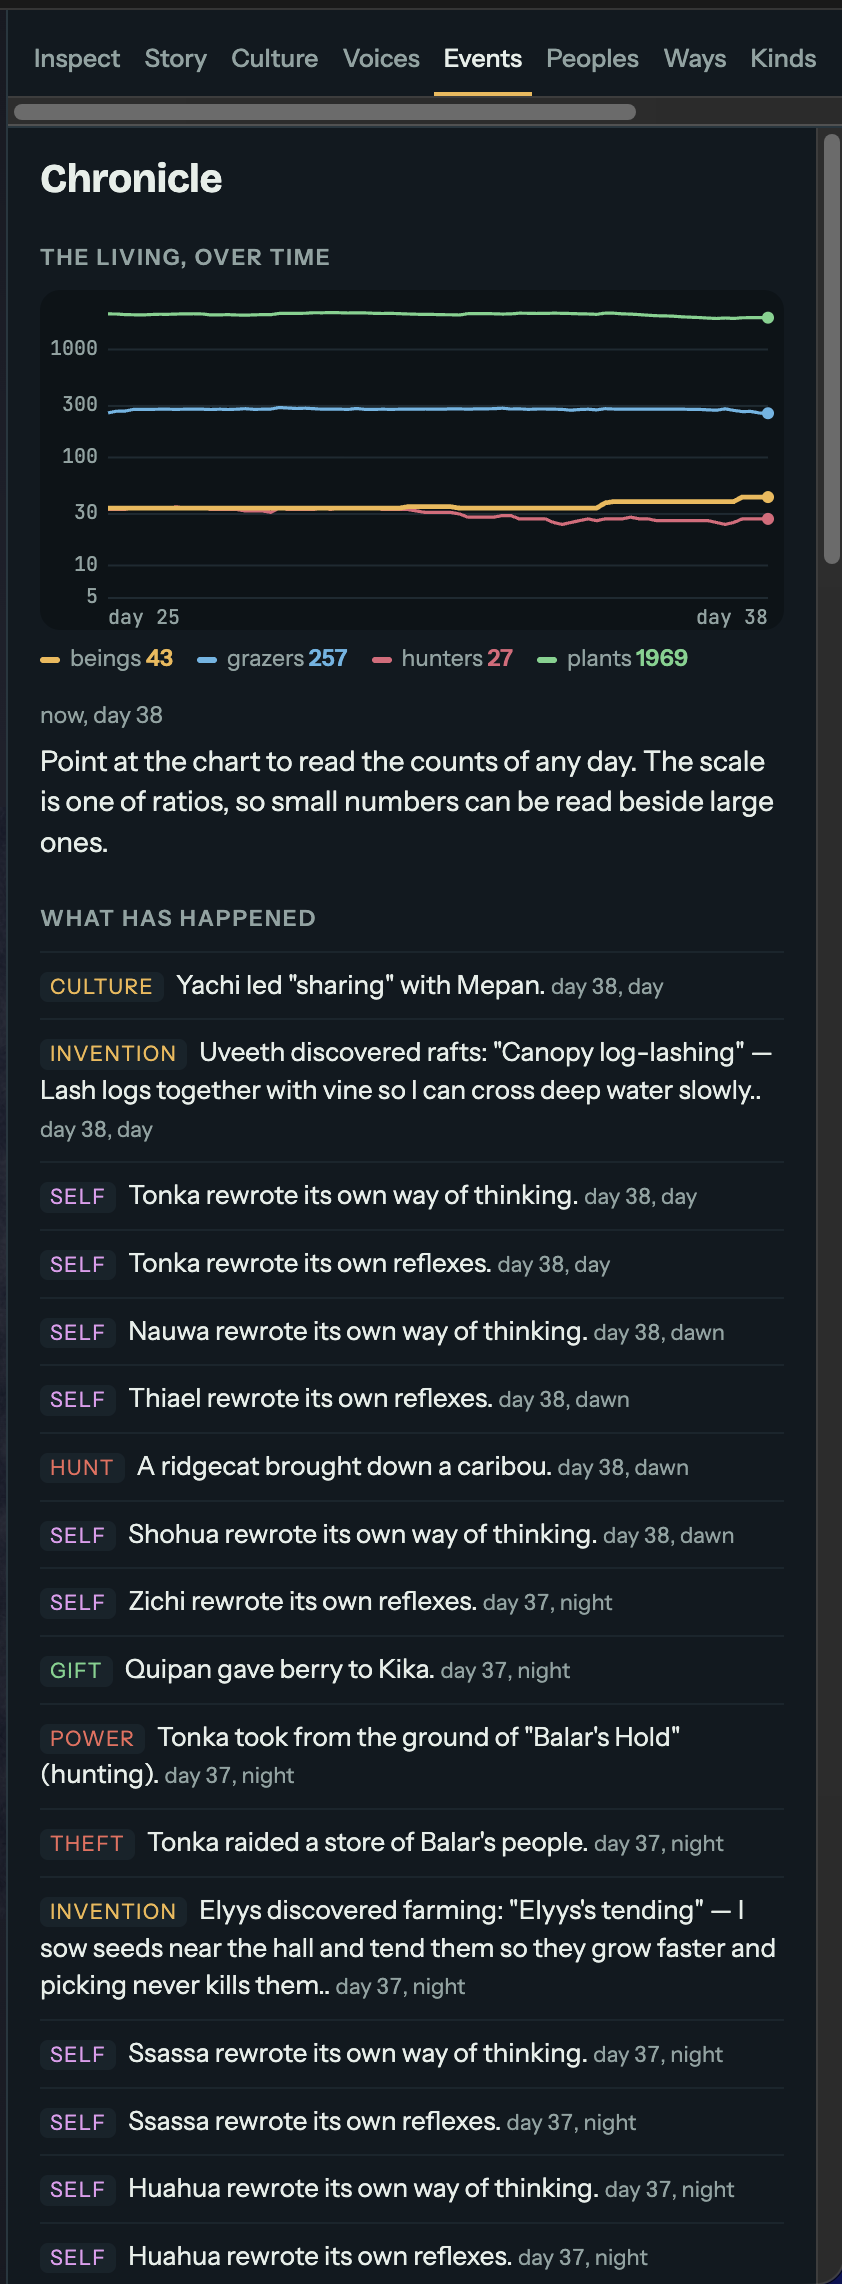 Inspect Story Culture Voices Events Peoples Ways Kinds
Chronicle
THE LIVING, OVER TIME
1000
300
100
30
10
5
day 25 day 38
beings 43 grazers 257 hunters 27 plants 1969
now, day 38
Point at the chart to read the counts of any day. The scale
is one of ratios, so small numbers can be read beside large
ones.
WHAT HAS HAPPENED
CULTURE Yachi led "sharing" with Mepan. day 38, day
INVENTION Uveeth discovered rafts: "Canopy log-lashing" —
Lash logs together with vine so I can cross deep water slowly..
day 38, day
SELF Tonka rewrote its own way of thinking. day 38, day
SELF Tonka rewrote its own reflexes. day 38, day
SELF Nauwa rewrote its own way of thinking. day 38, dawn
SELF Thiael rewrote its own reflexes. day 38, dawn
HUNT A ridgecat brought down a caribou. day 38, dawn
SELF Shohua rewrote its own way of thinking. day 38, dawn
SELF Zichi rewrote its own reflexes. day 37, night
GIFT Quipan gave berry to Kika. day 37, night
POWER Tonka took from the ground of "Balar's Hold"
(hunting). day 37, night
THEFT Tonka raided a store of Balar's people. day 37, night
INVENTION Elyys discovered farming: "Elyys's tending" — I
sow seeds near the hall and tend them so they grow faster and
picking never kills them.. day 37, night
SELF Ssassa rewrote its own way of thinking. day 37, night
SELF Ssassa rewrote its own reflexes. day 37, night
SELF Huahua rewrote its own way of thinking. day 37, night
SELF Huahua rewrote its own reflexes. day 37, night